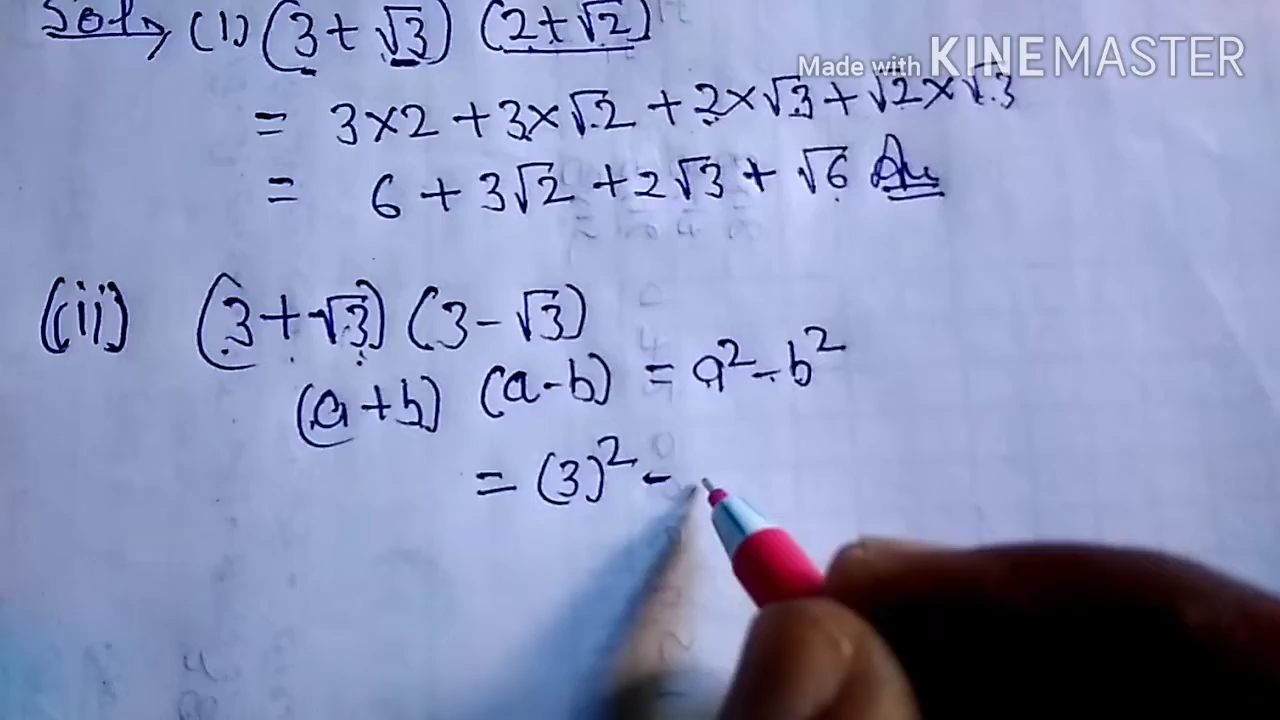 Sol (1) (3 + √3) (2 + √2)
Made with KINEMASTER
= 3×2 + 3×√2 + 2×√3 + √2×√3
= 6 + 3√2 + 2√3 + √6 Ans
(ii) (3 + √3) (3 - √3)
(a + b) (a - b) = a² - b²
= (3)² -